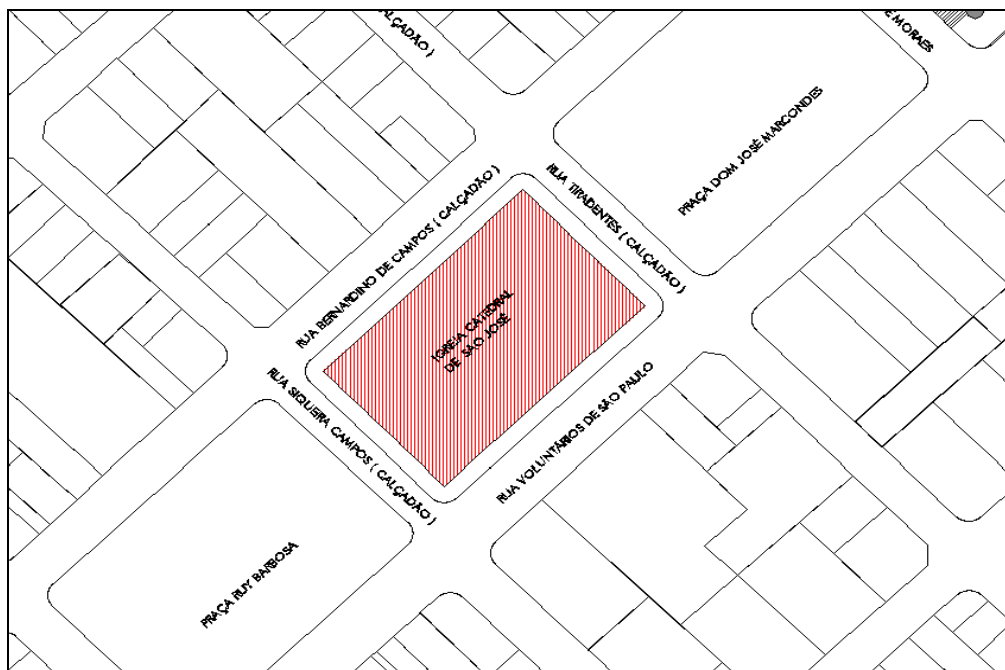 CALÇADÃO )
E MORAES
PRAÇA DOM JOSÉ MARCONDES
RUA TIRADENTES ( CALÇADÃO )
RUA BERNARDINO DE CAMPOS ( CALÇADÃO )
IGREJA CATEDRAL
DE SÃO JOSÉ
RUA SIQUEIRA CAMPOS ( CALÇADÃO )
RUA VOLUNTÁRIOS DE SÃO PAULO
PRAÇA RUY BARBOSA